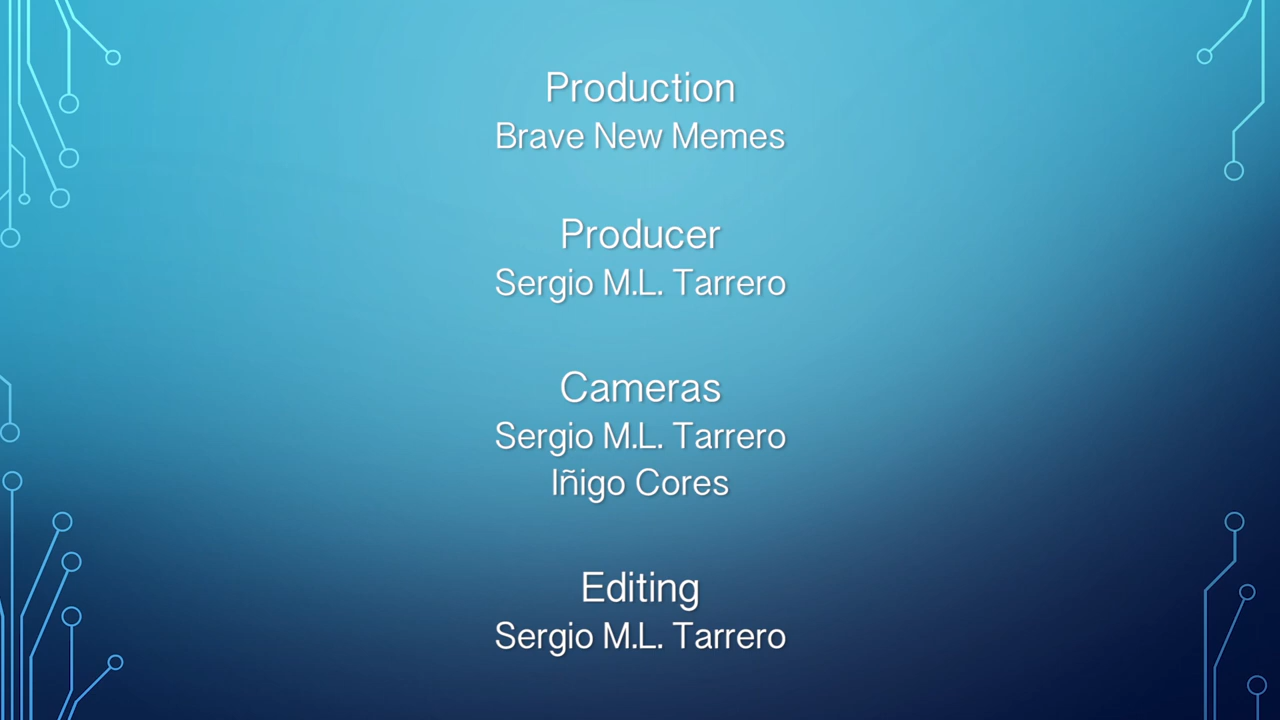 Production
Brave New Memes
Producer
Sergio M.L. Tarrero
Cameras
Sergio M.L. Tarrero
Iñigo Cores
Editing
Sergio M.L. Tarrero